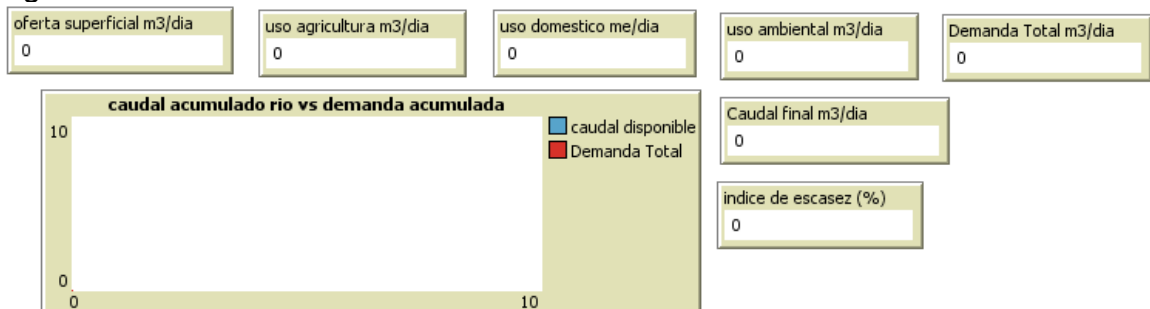 oferta superficial m3/dia
0
uso agricultura m3/dia
0
uso domestico me/dia
0
uso ambiental m3/dia
0
Demanda Total m3/dia
0
caudal acumulado rio vs demanda acumulada
10
0
0
10
caudal disponible
Demanda Total
Caudal final m3/dia
0
indice de escasez (%)
0